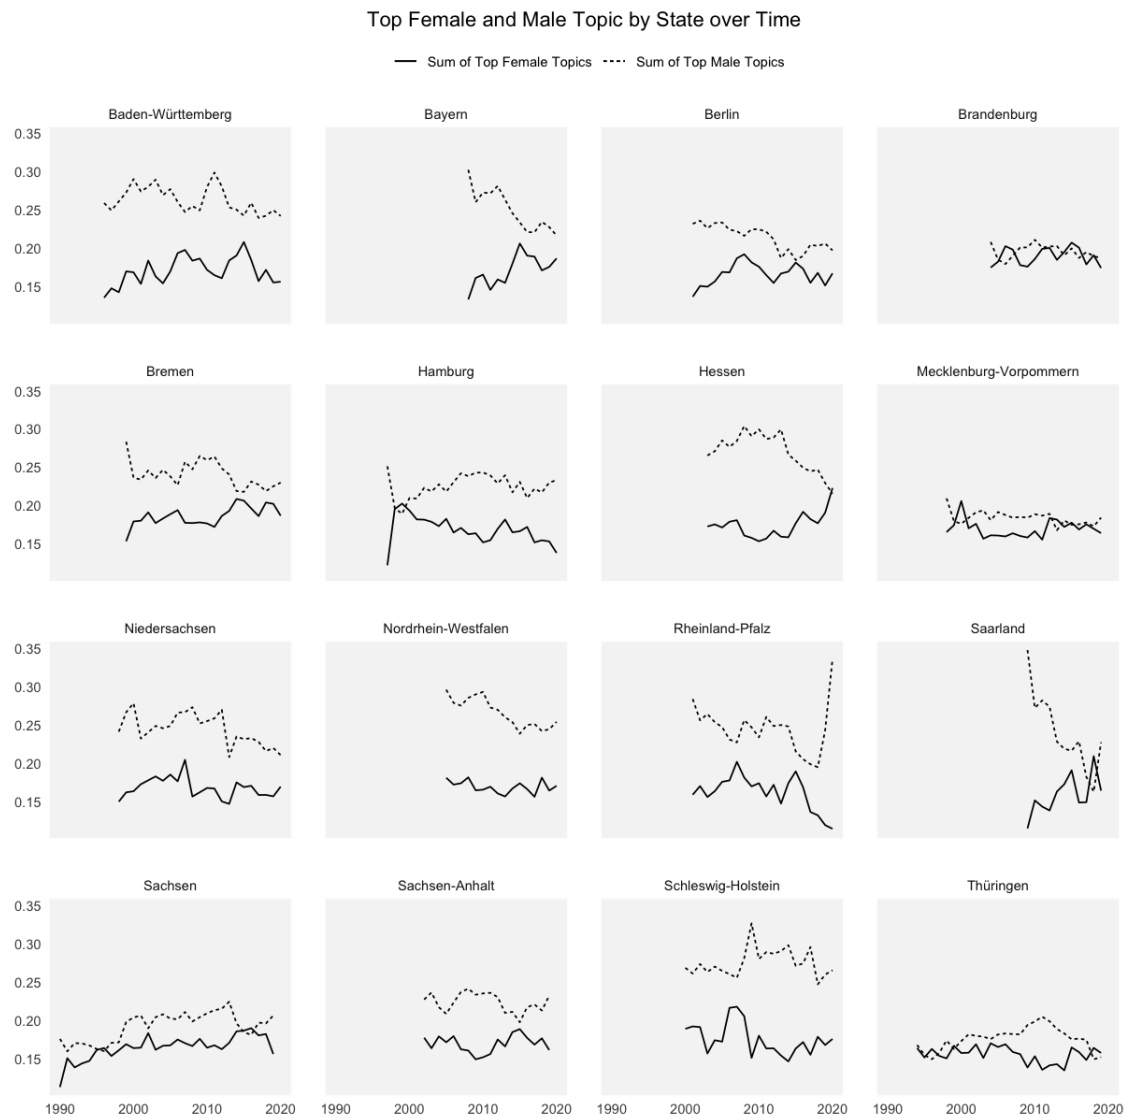 Top Female and Male Topic by State over Time
Sum of Top Female Topics Sum of Top Male Topics
Baden-Württemberg Bayern Berlin Brandenburg
0.35
0.30
0.25
0.20
0.15
Bremen Hamburg Hessen Mecklenburg-Vorpommern
0.35
0.30
0.25
0.20
0.15
Niedersachsen Nordrhein-Westfalen Rheinland-Pfalz Saarland
0.35
0.30
0.25
0.20
0.15
Sachsen Sachsen-Anhalt Schleswig-Holstein Thüringen
0.35
0.30
0.25
0.20
0.15
1990 2000 2010 2020 1990 2000 2010 2020 1990 2000 2010 2020 1990 2000 2010 2020